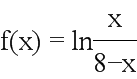 f(x) = ln x/(8−x)